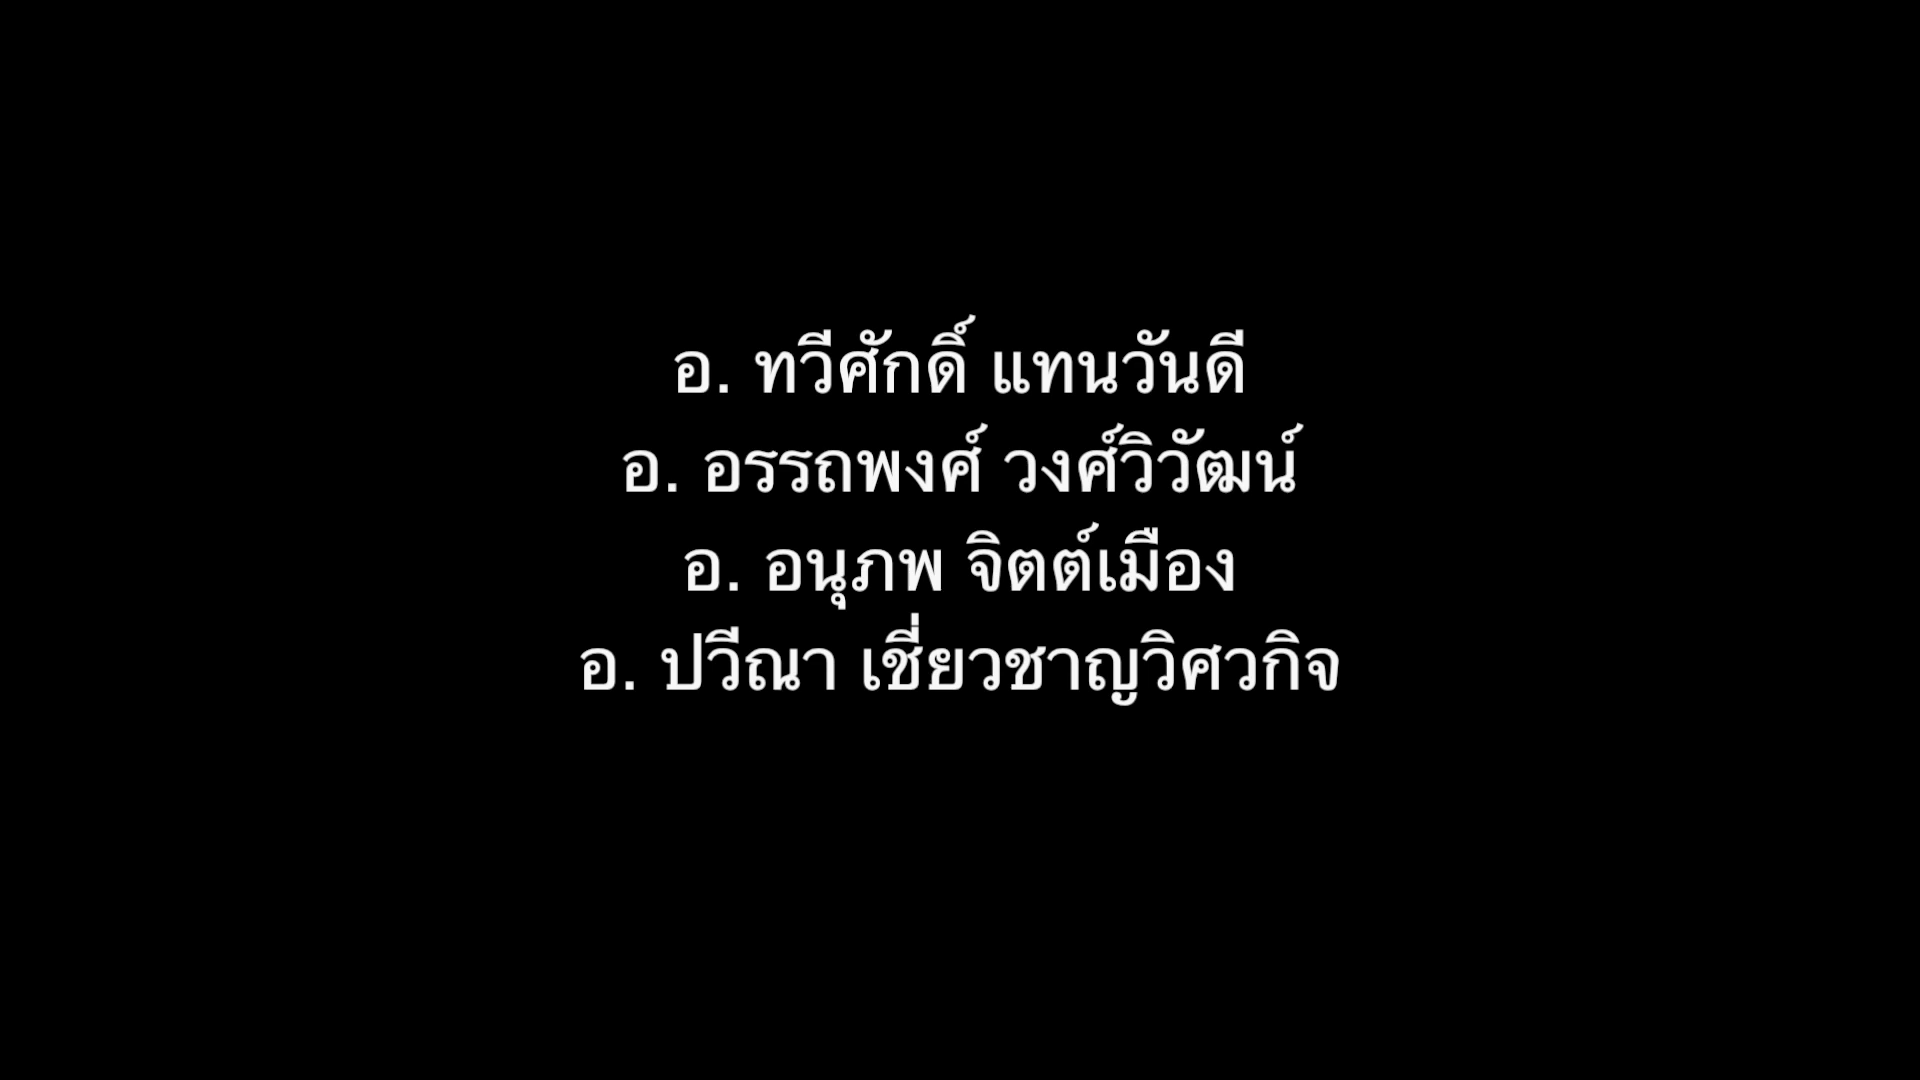 อ. ทวีศักดิ์ แทนวันดี
อ. อรรถพงศ์ วงศ์วิวัฒน์
อ. อนุภพ จิตต์เมือง
อ. ปวีณา เชี่ยวชาญวิศวกิจ